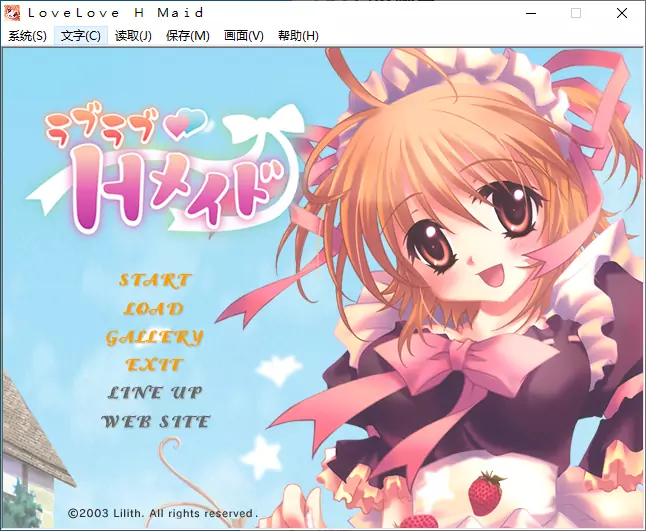 LoveLove H Maid
系统(S) 文字(C) 读取(J) 保存(M) 画面(V) 帮助(H)
ラブラブ
Hメイド
START
LOAD
GALLERY
EXIT
LINE UP
WEB SITE
©2003 Lilith. All rights reserved.